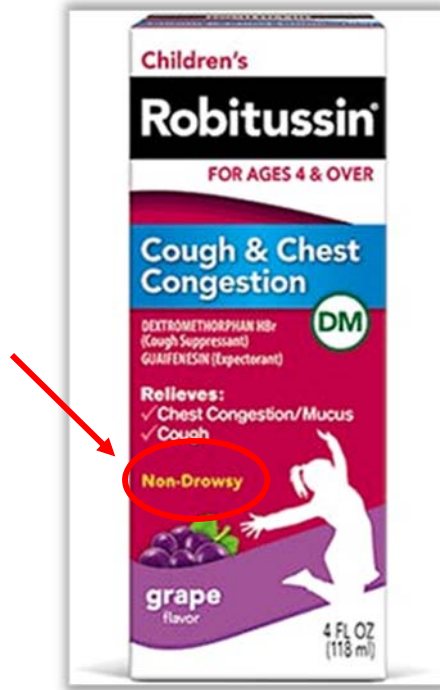 Children's
Robitussin®
FOR AGES 4 & OVER
Cough & Chest
Congestion
DM
DEXTROMETHORPHAN HBr
(Cough Suppressant)
GUAIFENESIN (Expectorant)
Relieves:
✓Chest Congestion/Mucus
✓Cough
Non-Drowsy
grape
flavor
4 FL OZ
(118 ml)